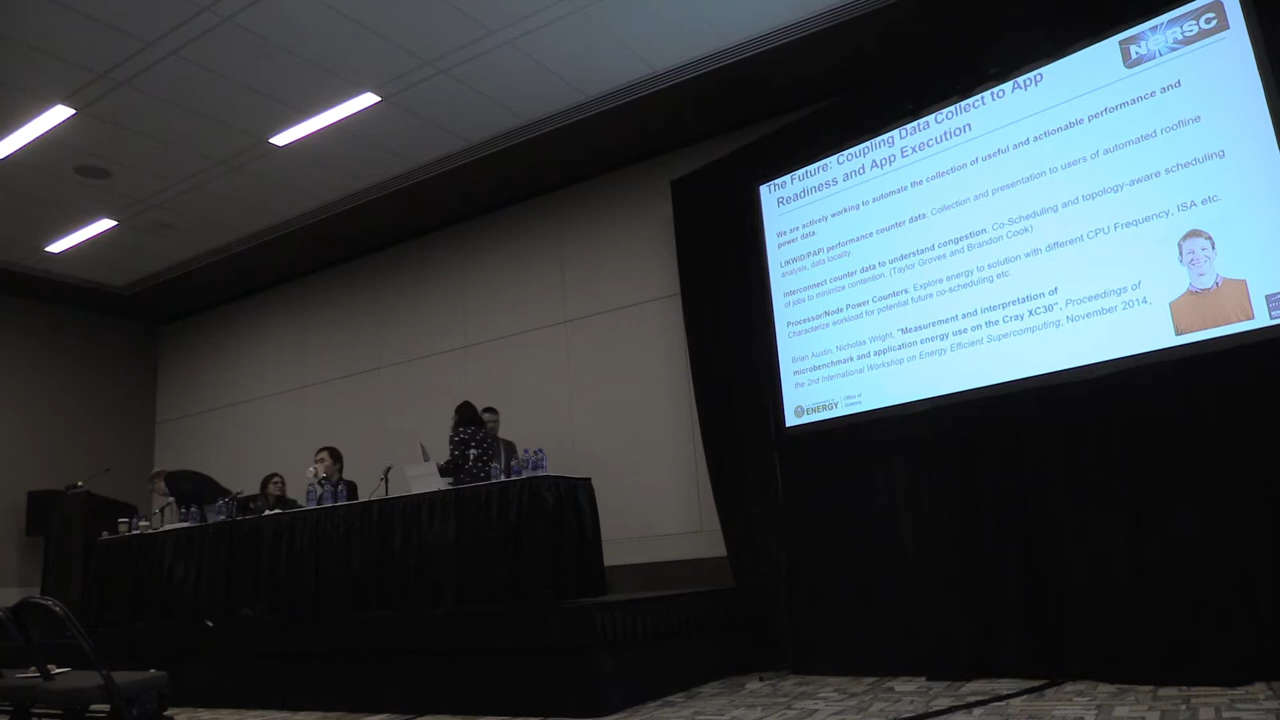 NERSC
The Future: Coupling Data Collect to App
Readiness and App Execution
We are actively working to automate the collection of useful and actionable performance and
power data.
LIKWID/PAPI performance counter data: Collection and presentation to users of automated roofline
analysis, data locality.
Interconnect counter data to understand congestion. Co-Scheduling and topology-aware scheduling
of jobs to minimize contention. (Taylor Groves and Brandon Cook)
Processor/Node Power Counters: Explore energy to solution with different CPU Frequency, ISA etc.
Characterize workload for potential future co-scheduling etc.
Brian Austin, Nicholas Wright, "Measurement and interpretation of
microbenchmark and application energy use on the Cray XC30", Proceedings of
the 2nd International Workshop on Energy Efficient Supercomputing, November 2014,
ENERGY
Office of
Science